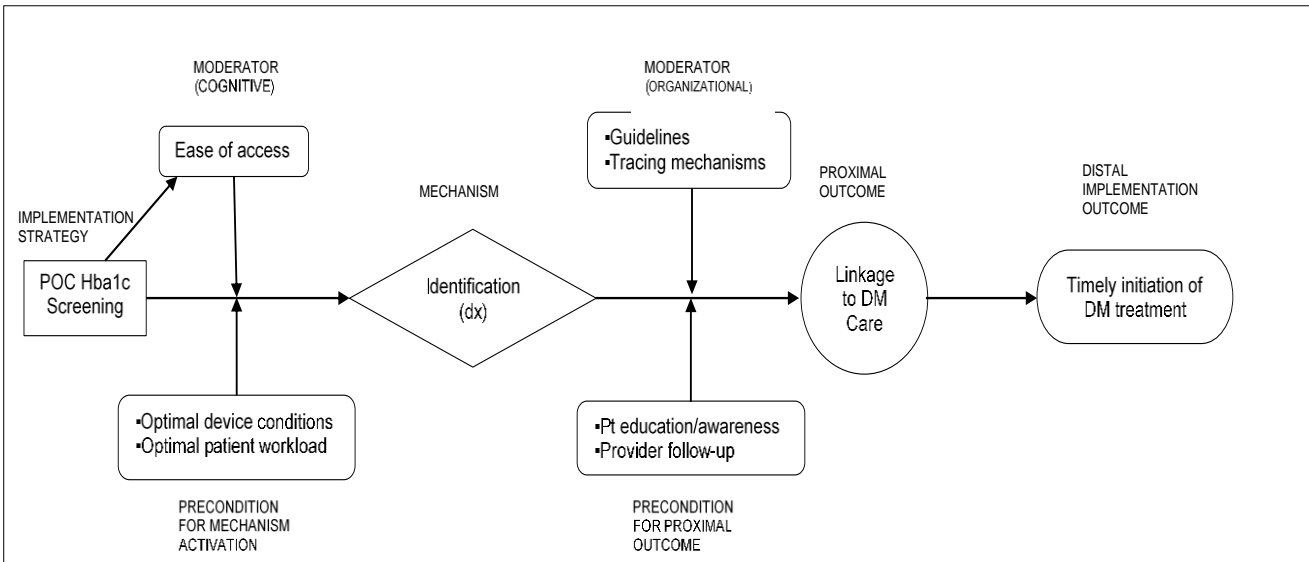 MODERATOR
(COGNITIVE)
Ease of access
IMPLEMENTATION
STRATEGY
POC Hba1c
Screening
▪Optimal device conditions
▪Optimal patient workload
PRECONDITION
FOR MECHANISM
ACTIVATION
MECHANISM
Identification
(dx)
MODERATOR
(ORGANIZATIONAL)
▪Guidelines
▪Tracing mechanisms
▪Pt education/awareness
▪Provider follow-up
PRECONDITION
FOR PROXIMAL
OUTCOME
PROXIMAL
OUTCOME
Linkage
to DM
Care
DISTAL
IMPLEMENTATION
OUTCOME
Timely initiation of
DM treatment